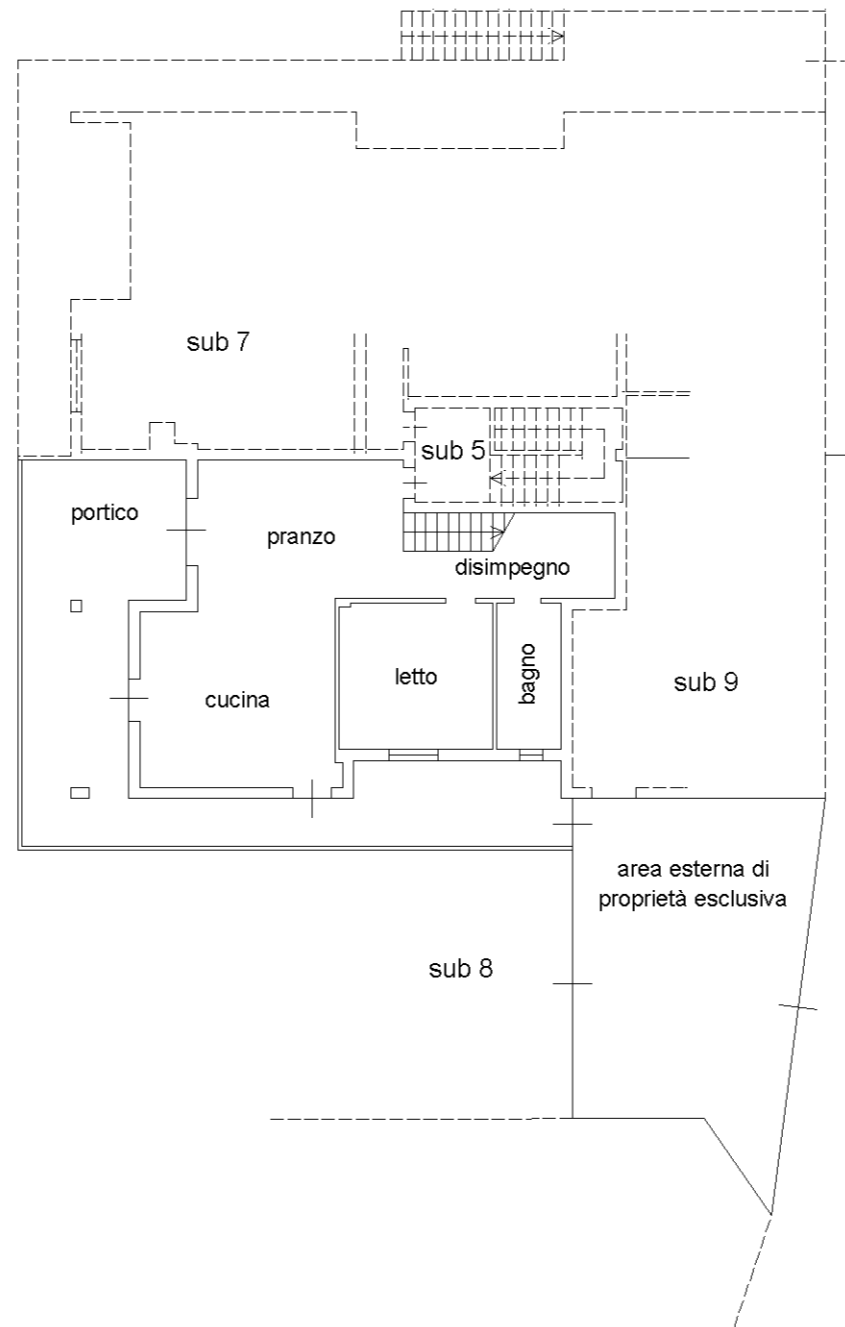 sub 7
sub 5
portico
pranzo
disimpegno
letto
bagno
sub 9
cucina
area esterna di
proprietà esclusiva
sub 8